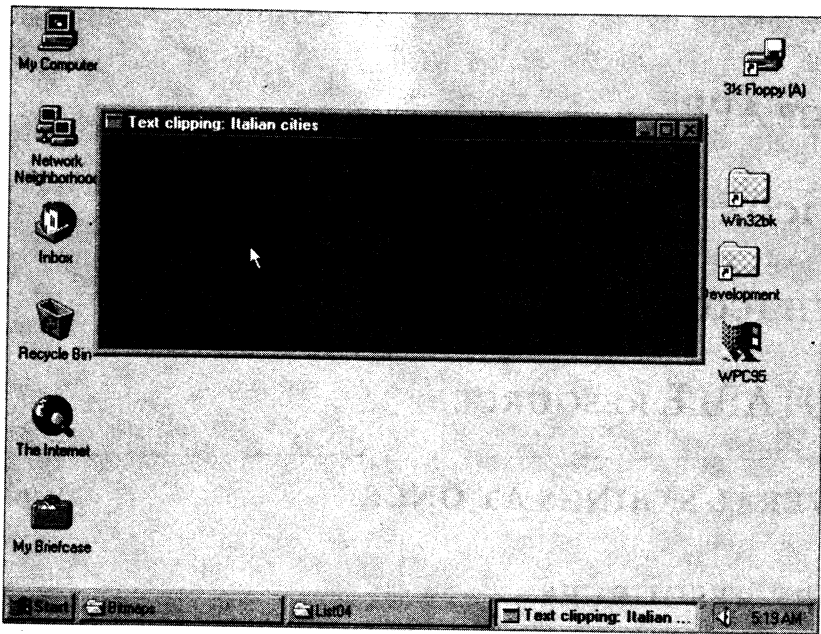 My Computer
3½ Floppy (A)
Text clipping: Italian cities
Network
Neighborhood
Win32bk
Inbox
Development
Recycle Bin
WPC95
The Internet
My Briefcase
Start
Bitmaps
List04
Text clipping: Italian ...
5:19 AM